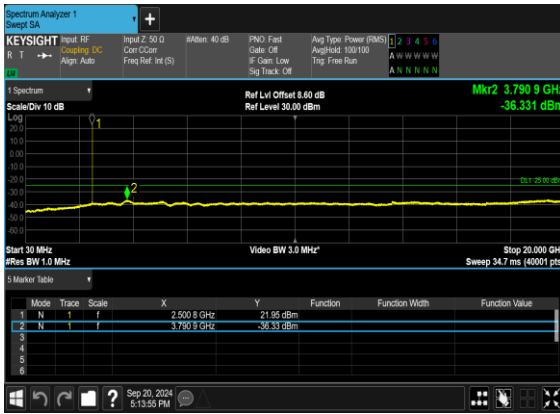 Spectrum Analyzer 1
Swept SA
+
KEYSIGHT Input: RF Input Z: 50 Ω #Atten: 40 dB PNO: Fast Avg Type: Power (RMS) 1 2 3 4 5 6
R T Coupling: DC Corr CCorr Gate: Off Avg|Hold: 100/100 A W W W W W
Align: Auto Freq Ref: Int (S) IF Gain: Low Trig: Free Run
LXI Sig Track: Off A N N N N N
1 Spectrum Ref Lvl Offset 8.60 dB Mkr2 3.790 9 GHz
Scale/Div 10 dB Ref Level 30.00 dBm -36.331 dBm
Log
20.0
10.0
0.00
-10.0
-20.0
DL1 -25.00 dBm
-30.0
-40.0
-50.0
-60.0
1
2
Start 30 MHz Video BW 3.0 MHz* Stop 20.000 GHz
#Res BW 1.0 MHz Sweep 34.7 ms (40001 pts)
5 Marker Table
Mode Trace Scale X Y Function Function Width Function Value
1 N 1 f 2.500 8 GHz 21.95 dBm
2 N 1 f 3.790 9 GHz -36.33 dBm
3
4
5
6
? Sep 20, 2024
5:13:55 PM